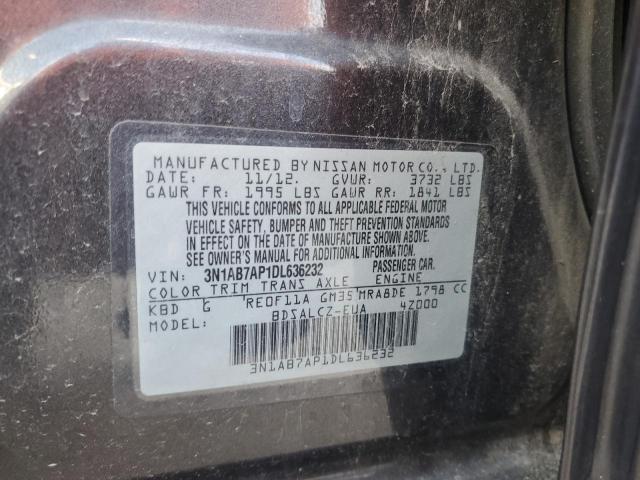 MANUFACTURED BY NISSAN MOTOR CO., LTD.
DATE: 11/12. GVWR: 3732 LBS
GAWR FR: 1995 LBS GAWR RR: 1841 LBS
THIS VEHICLE CONFORMS TO ALL APPLICABLE FEDERAL MOTOR
VEHICLE SAFETY, BUMPER AND THEFT PREVENTION STANDARDS
IN EFFECT ON THE DATE OF MANUFACTURE SHOWN ABOVE.
SEE OWNER'S MANUAL OR ADDITIONAL INFORMATION.
VIN: 3N1AB7AP1DL636232 PASSENGER CAR
COLOR TRIM TRANS AXLE ENGINE
KBD G RE0F11A GM35 MRA8DE 1798 CC
MODEL: BDSALCZ-EUA 4Z000
3N1AB7AP1DL636232